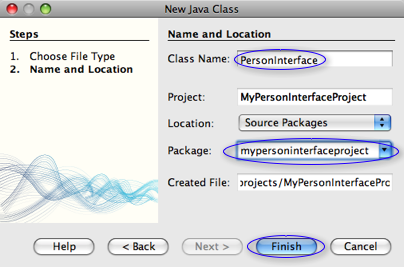 New Java Class
Steps
1. Choose File Type
2. Name and Location
Name and Location
Class Name: PersonInterface
Project: MyPersonInterfaceProject
Location: Source Packages
Package: mypersoninterfaceproject
Created File: projects/MyPersonInterfacePro
Help < Back Next > Finish Cancel